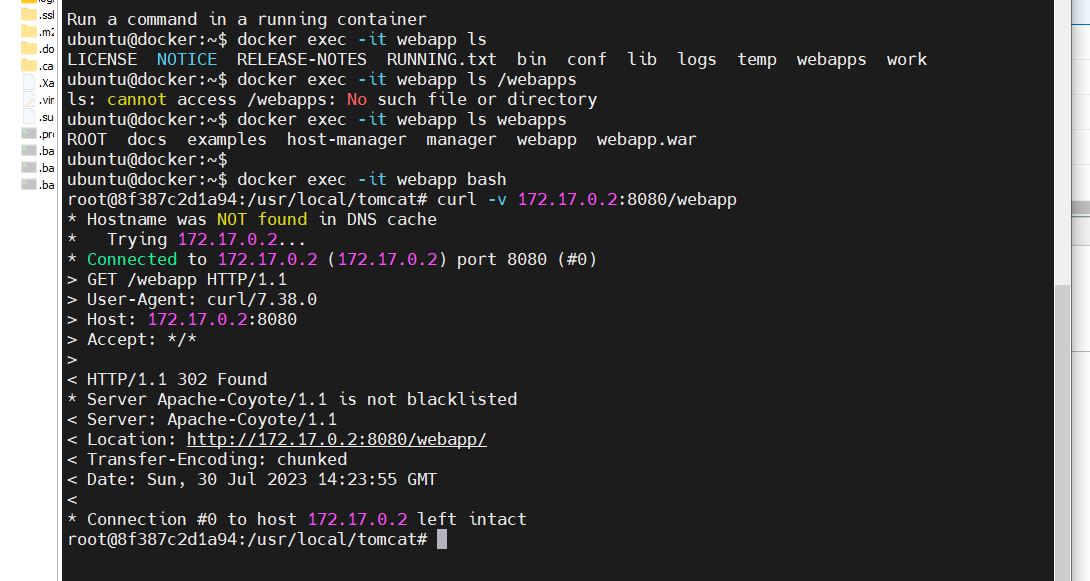 .ssl
.m2
.do
.ca
.Xa
.vir
.su
.pro
.ba
.ba
.ba
Run a command in a running container
ubuntu@docker:~$ docker exec -it webapp ls
LICENSE  NOTICE  RELEASE-NOTES  RUNNING.txt  bin  conf  lib  logs  temp  webapps  work
ubuntu@docker:~$ docker exec -it webapp ls /webapps
ls: cannot access /webapps: No such file or directory
ubuntu@docker:~$ docker exec -it webapp ls webapps
ROOT  docs  examples  host-manager  manager  webapp  webapp.war
ubuntu@docker:~$
ubuntu@docker:~$ docker exec -it webapp bash
root@8f387c2d1a94:/usr/local/tomcat# curl -v 172.17.0.2:8080/webapp
* Hostname was NOT found in DNS cache
*   Trying 172.17.0.2...
* Connected to 172.17.0.2 (172.17.0.2) port 8080 (#0)
> GET /webapp HTTP/1.1
> User-Agent: curl/7.38.0
> Host: 172.17.0.2:8080
> Accept: */*
>
< HTTP/1.1 302 Found
* Server Apache-Coyote/1.1 is not blacklisted
< Server: Apache-Coyote/1.1
< Location: http://172.17.0.2:8080/webapp/
< Transfer-Encoding: chunked
< Date: Sun, 30 Jul 2023 14:23:55 GMT
<
* Connection #0 to host 172.17.0.2 left intact
root@8f387c2d1a94:/usr/local/tomcat#